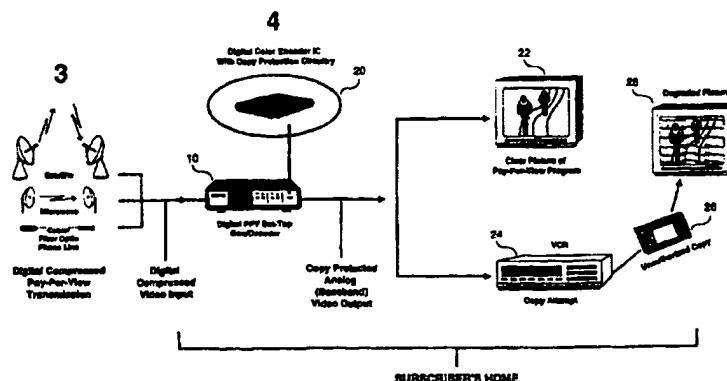 4
3
Digital Color Encoder IC
With Copy Protection Circuitry
20
22
28
Degraded Picture
10
Satellite
Microwave
Fiber Optic
Phone Line
Digital PPV Set-Top
Box/Decoder
Clear Picture of
Pay-Per-View Program
24
VCR
26
Unauthorized Copy
Copy Attempt
Digital Compressed
Pay-Per-View
Transmission
Digital
Compressed
Video Input
Copy Protected
Analog
(Baseband)
Video Output
SUBSCRIBER'S HOME